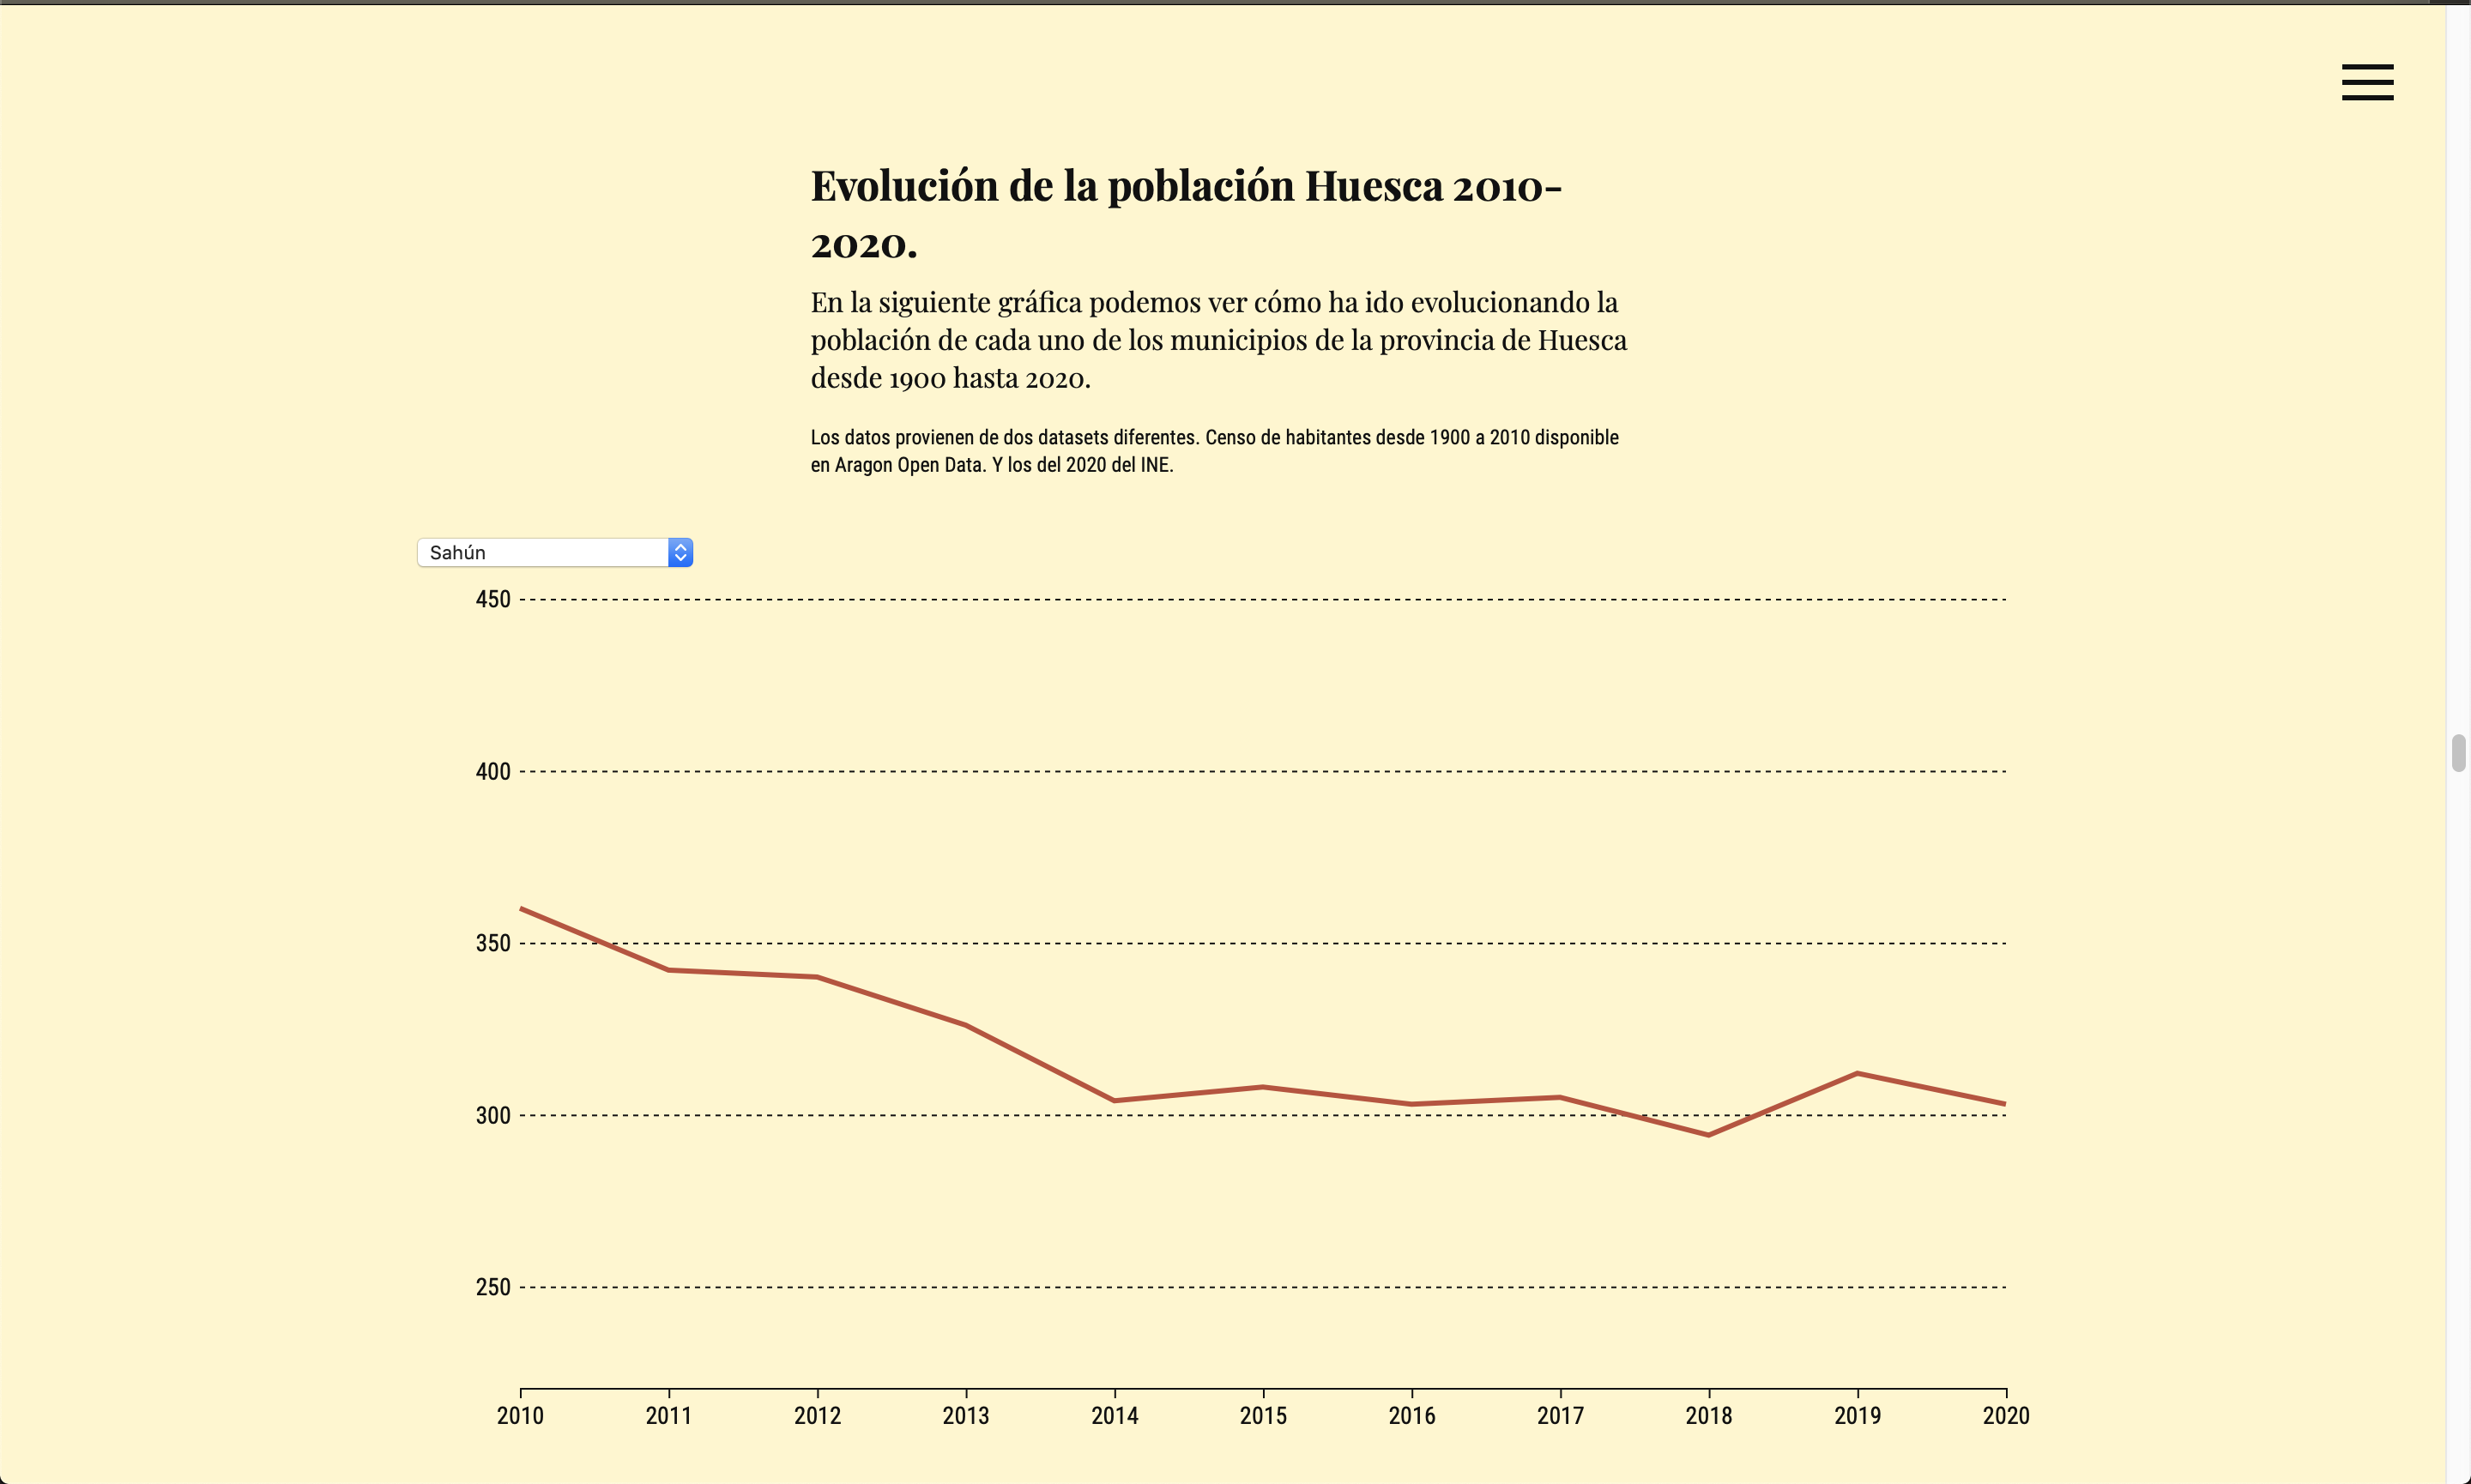 Evolución de la población Huesca 2010-
2020.
En la siguiente gráfica podemos ver cómo ha ido evolucionando la
población de cada uno de los municipios de la provincia de Huesca
desde 1900 hasta 2020.
Los datos provienen de dos datasets diferentes. Censo de habitantes desde 1900 a 2010 disponible
en Aragon Open Data. Y los del 2020 del INE.
Sahún
450
400
350
300
250
2010 2011 2012 2013 2014 2015 2016 2017 2018 2019 2020